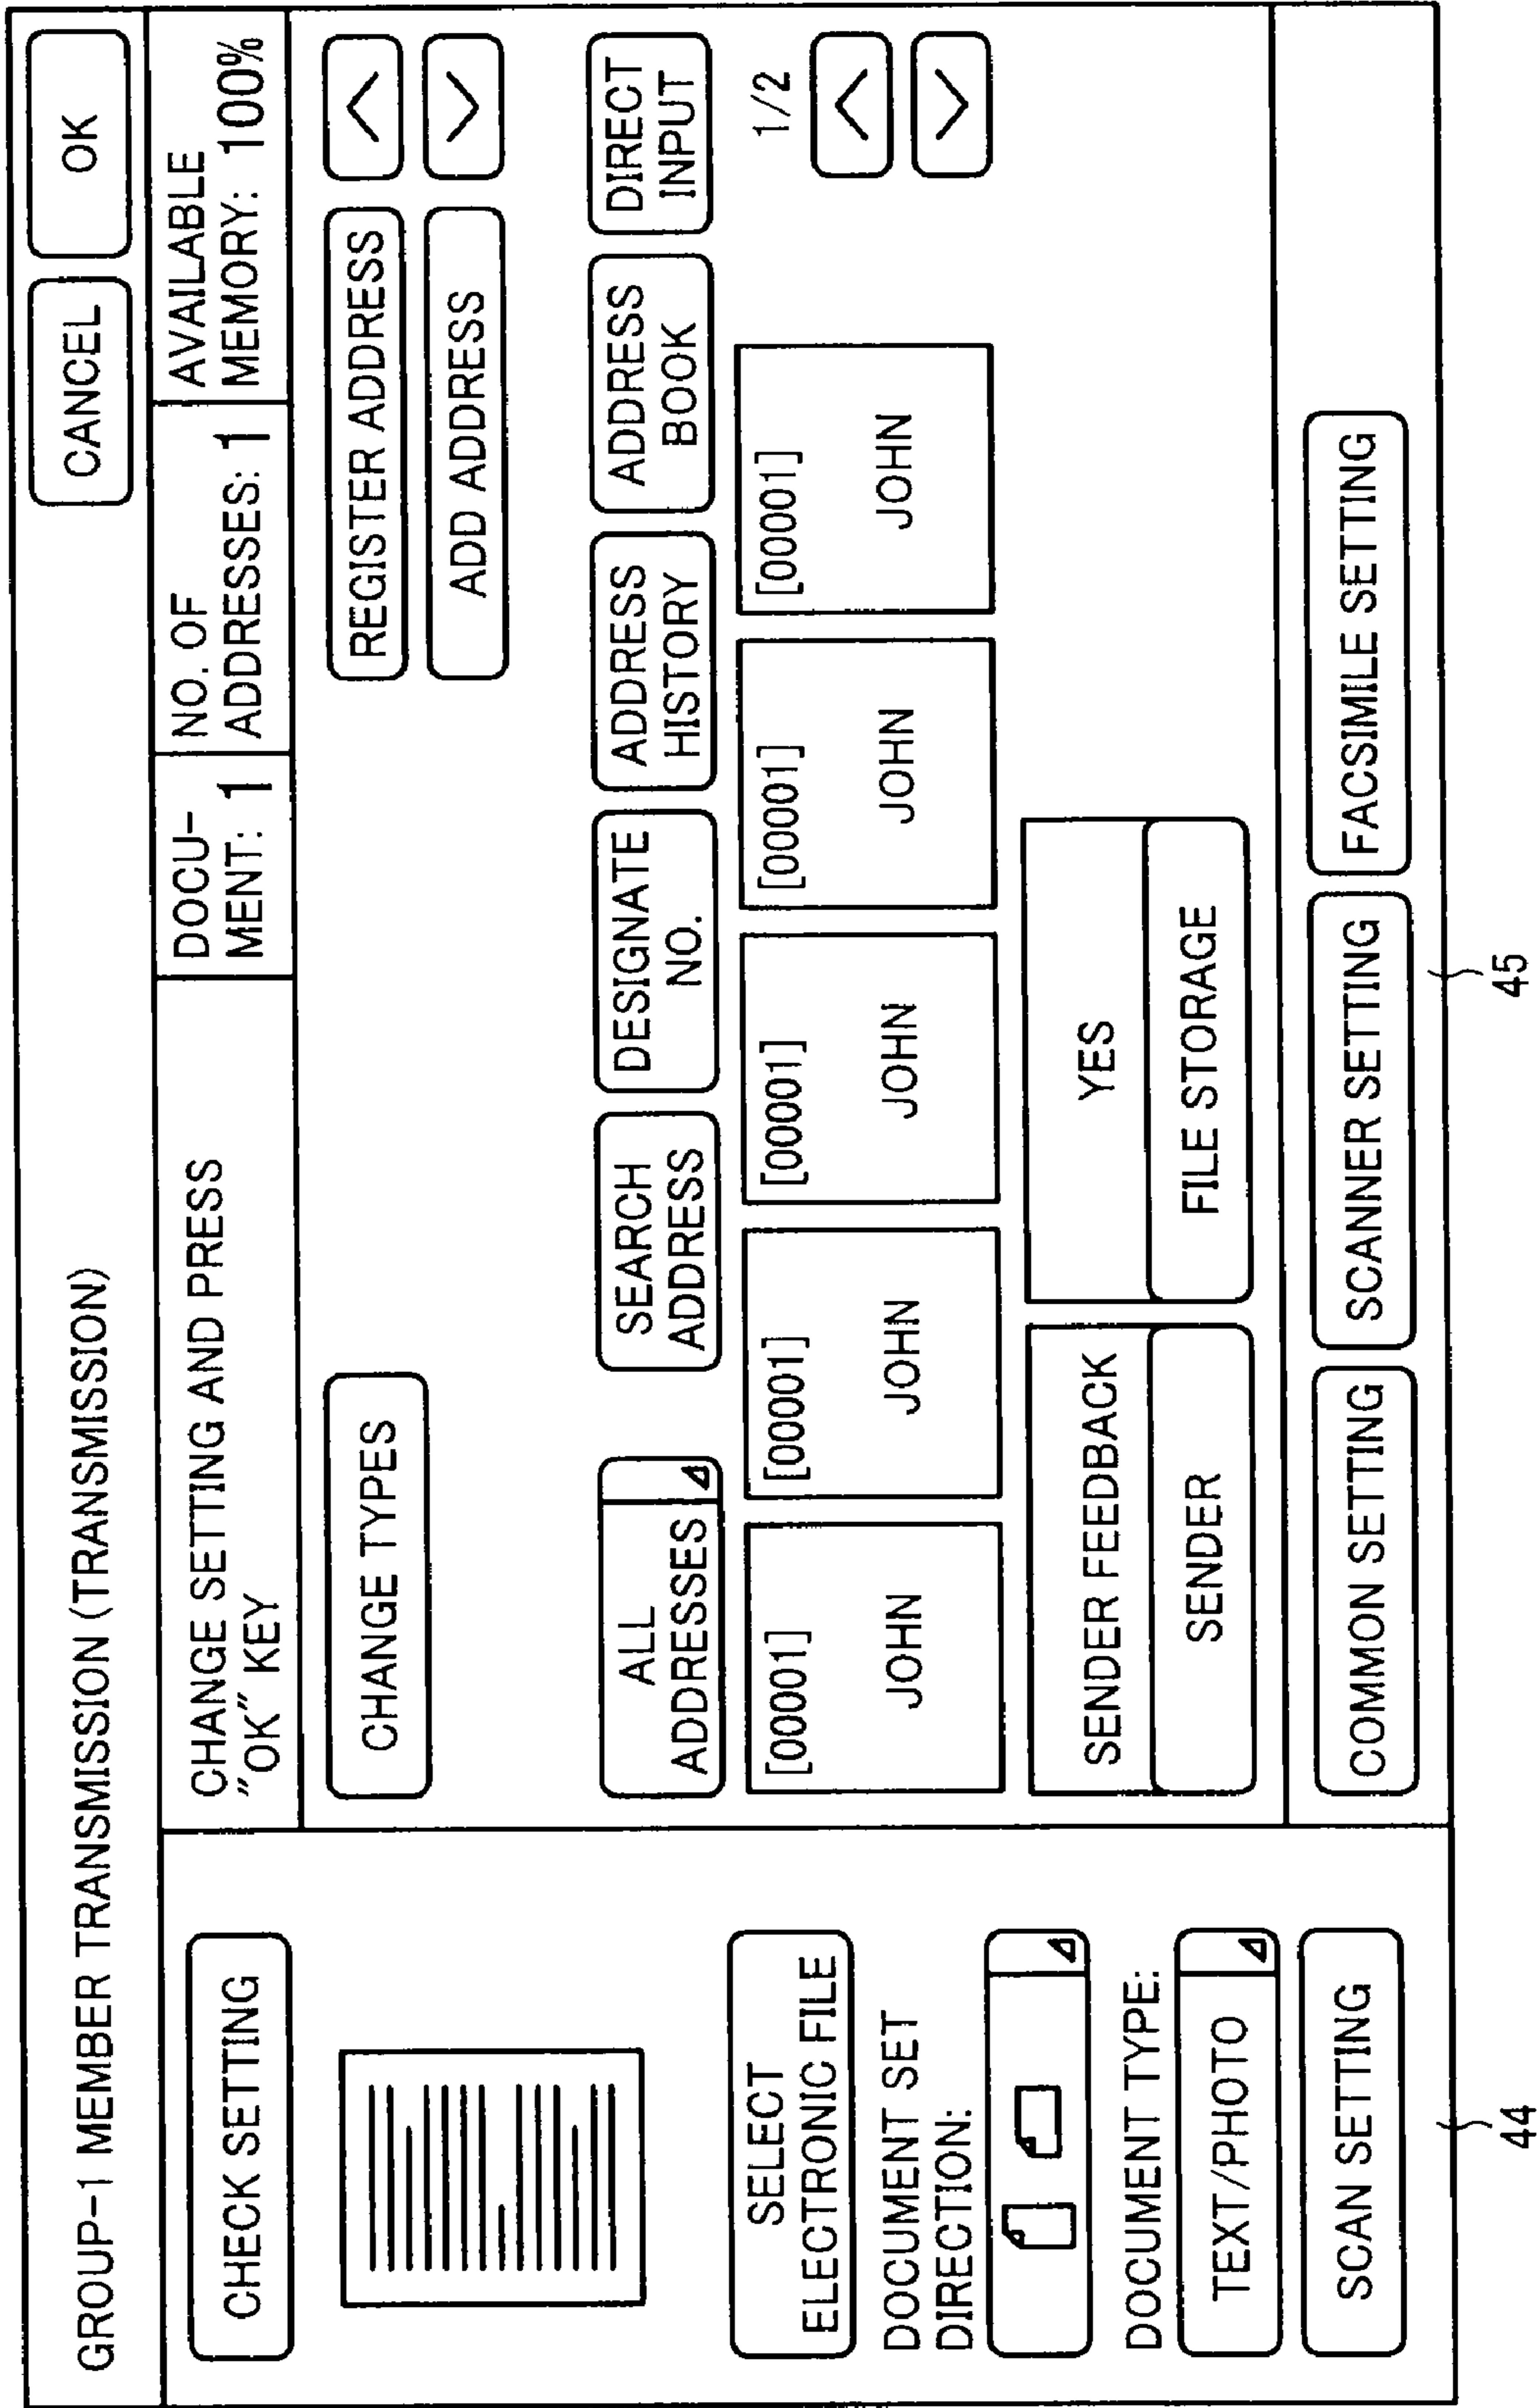 GROUP-1 MEMBER TRANSMISSION (TRANSMISSION)
CANCEL
OK
CHECK SETTING
SELECT
ELECTRONIC FILE
DOCUMENT SET
DIRECTION:
DOCUMENT TYPE:
TEXT/PHOTO
SCAN SETTING
44
CHANGE SETTING AND PRESS
"OK" KEY
DOCU-
MENT: 1
NO. OF
ADDRESSES: 1
AVAILABLE
MEMORY: 100%
CHANGE TYPES
REGISTER ADDRESS
ADD ADDRESS
ALL
ADDRESSES
SEARCH
ADDRESS
DESIGNATE
NO.
ADDRESS
HISTORY
ADDRESS
BOOK
DIRECT
INPUT
[00001]
JOHN
[00001]
JOHN
[00001]
JOHN
[00001]
JOHN
[00001]
JOHN
1/2
SENDER FEEDBACK
SENDER
YES
FILE STORAGE
COMMON SETTING
SCANNER SETTING
FACSIMILE SETTING
45